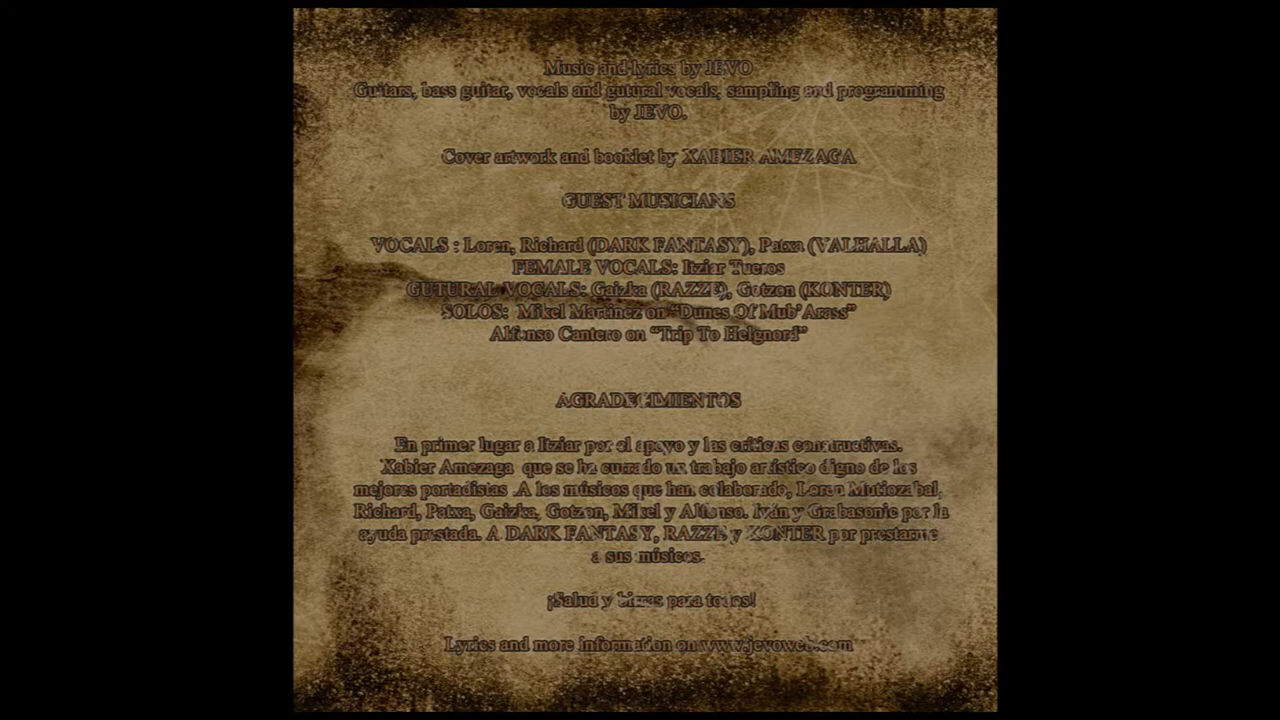 Music and lyrics by JEVO
Guitars, bass guitar, vocals and gutural vocals, sampling and programming
by JEVO.
Cover artwork and booklet by XABIER AMEZAGA
GUEST MUSICIANS
VOCALS : Loren, Richard (DARK FANTASY), Patxa (VALHALLA)
FEMALE VOCALS: Itziar Tueros
GUTURAL VOCALS: Gaizka (RAZZE), Gotzon (KONTER)
SOLOS: Mikel Martinez on “Dunes Of Mub’Arass”
Alfonso Cantero on “Trip To Helgnord”
AGRADECIMIENTOS
En primer lugar a Itziar por el apoyo y las críticas constructivas.
Xabier Amezaga que se ha currado un trabajo artístico digno de los
mejores portadistas .A los músicos que han colaborado, Loren Mutiozabal,
Richard, Patxa, Gaizka, Gotzon, Mikel y Alfonso. Iván y Grabasonic por la
ayuda prestada. A DARK FANTASY, RAZZE y KONTER por prestarme
a sus músicos.
¡Salud y birras para todos!
Lyrics and more information on www.jevoweb.com